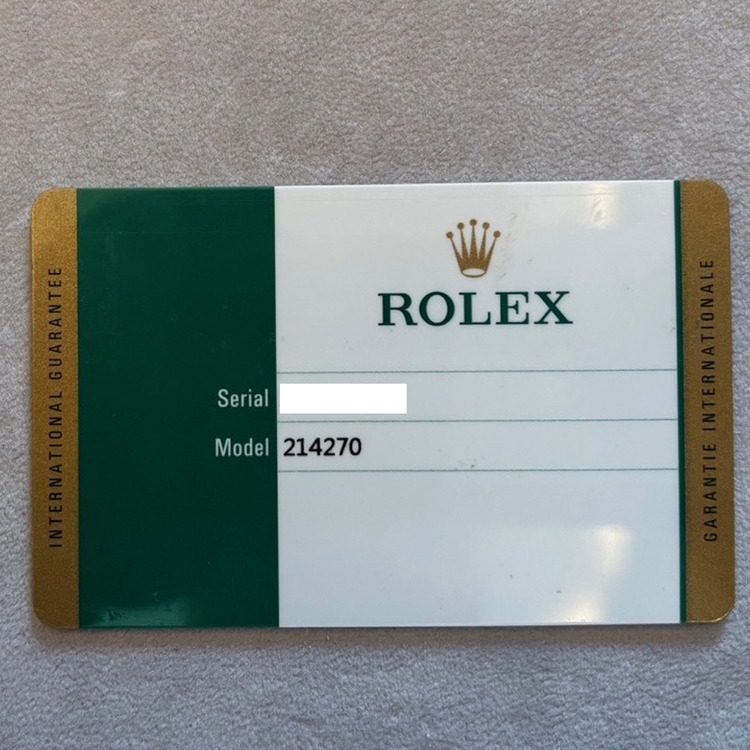 INTERNATIONAL GUARANTEE
ROLEX
Serial
Model 214270
GARANTIE INTERNATIONALE